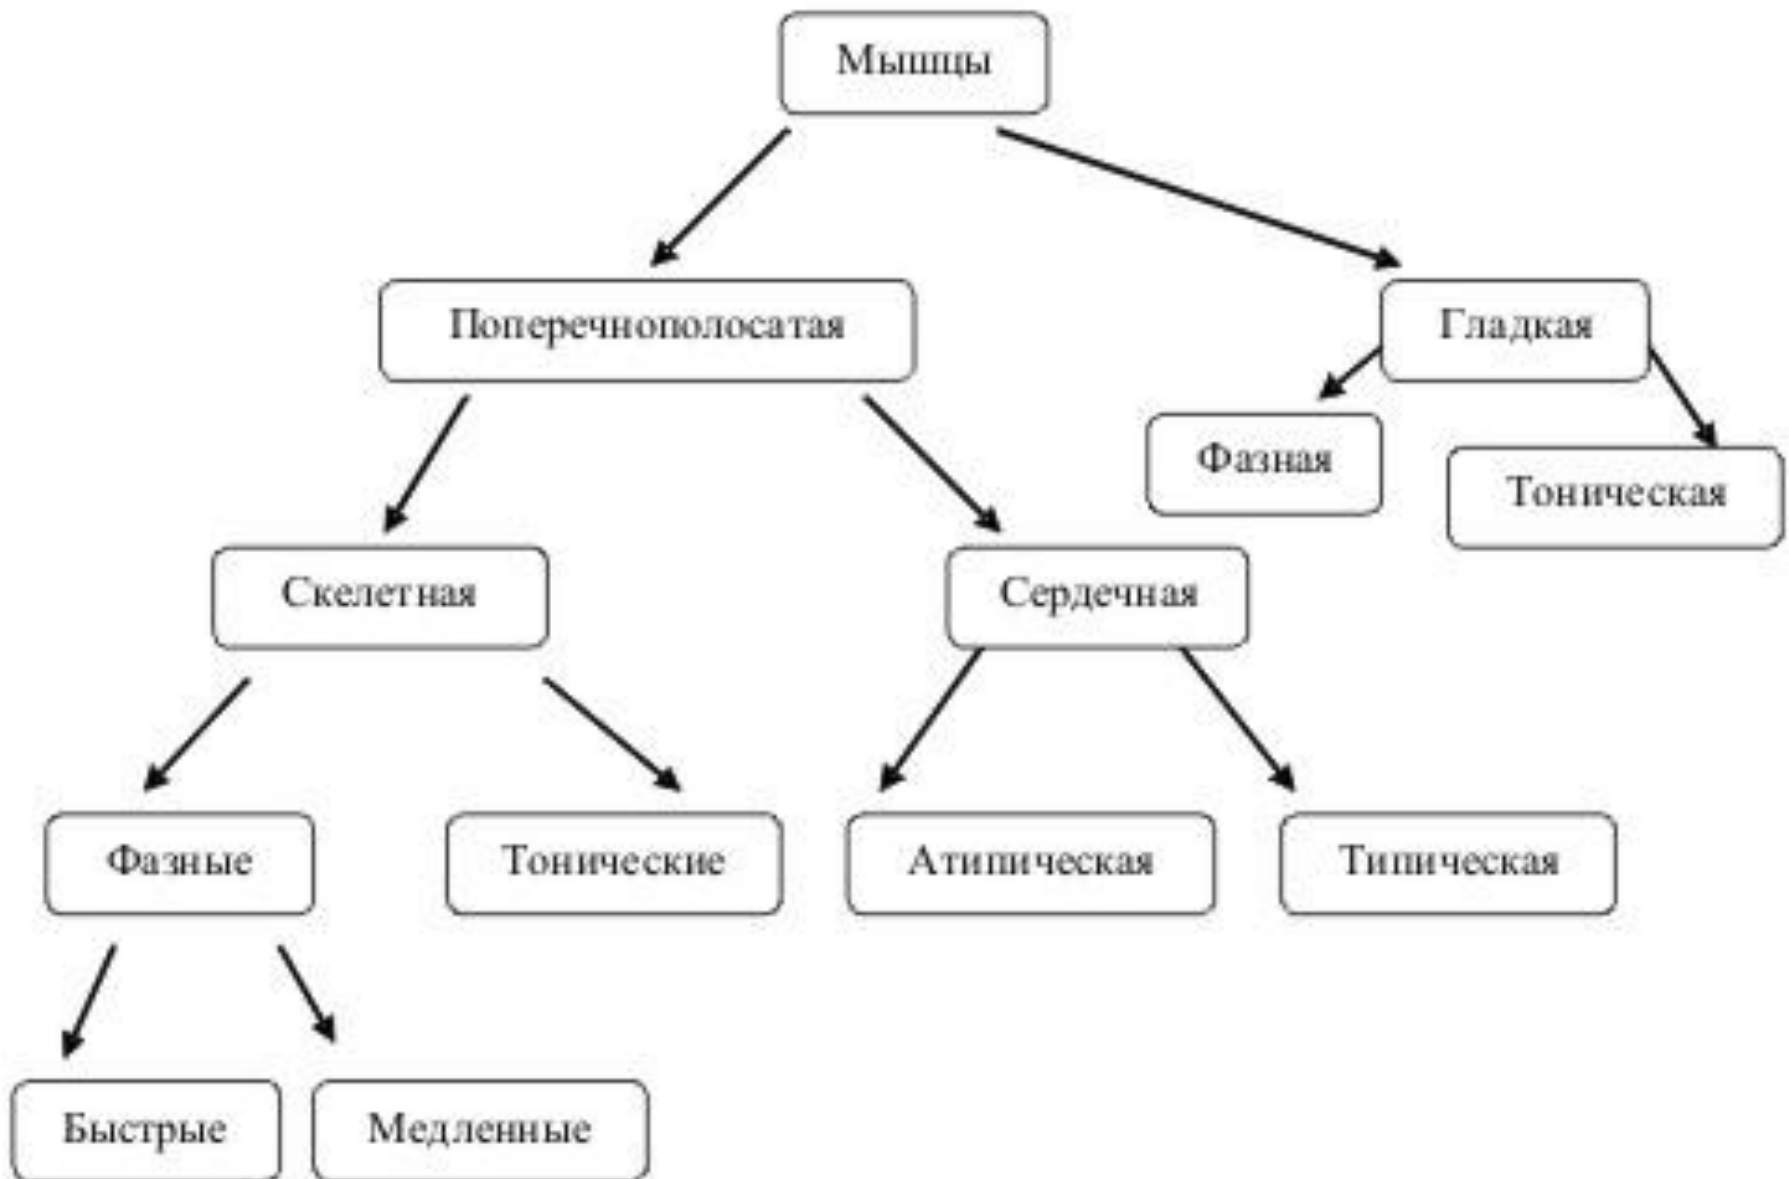 Мышцы
Поперечнополосатая
Гладкая
Фазная
Тоническая
Скелетная
Сердечная
Фазные
Тонические
Атипическая
Типическая
Быстрые
Медленные